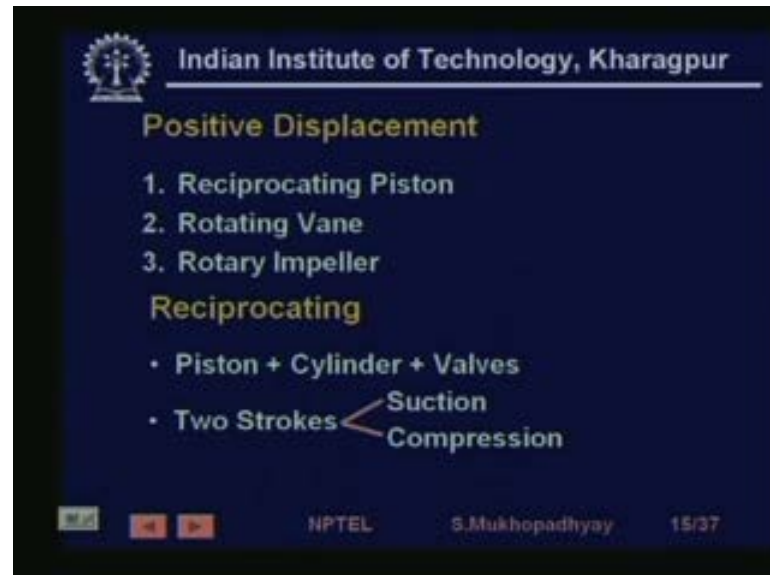 Indian Institute of Technology, Kharagpur
Positive Displacement
1. Reciprocating Piston
2. Rotating Vane
3. Rotary Impeller
Reciprocating
• Piston + Cylinder + Valves
• Two Strokes
Suction
Compression
NPTEL S.Mukhopadhyay 15/37